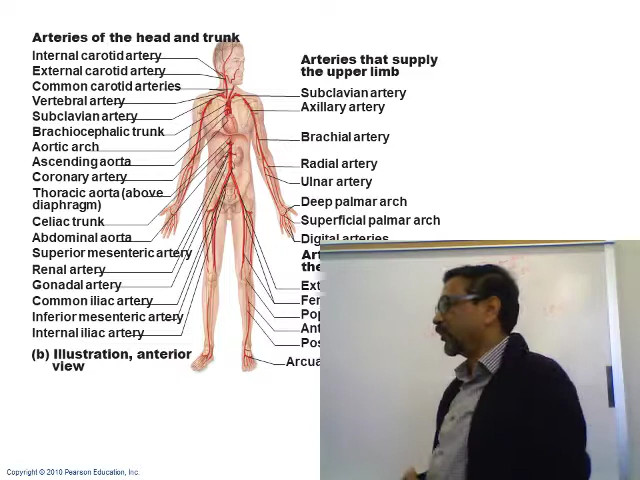 Arteries of the head and trunk
Internal carotid artery
External carotid artery
Common carotid arteries
Vertebral artery
Subclavian artery
Brachiocephalic trunk
Aortic arch
Ascending aorta
Coronary artery
Thoracic aorta (above
diaphragm)
Celiac trunk
Abdominal aorta
Superior mesenteric artery
Renal artery
Gonadal artery
Common iliac artery
Inferior mesenteric artery
Internal iliac artery
(b) Illustration, anterior
view
Arteries that supply
the upper limb
Subclavian artery
Axillary artery
Brachial artery
Radial artery
Ulnar artery
Deep palmar arch
Superficial palmar arch
Digital arteries
Copyright © 2010 Pearson Education, Inc.